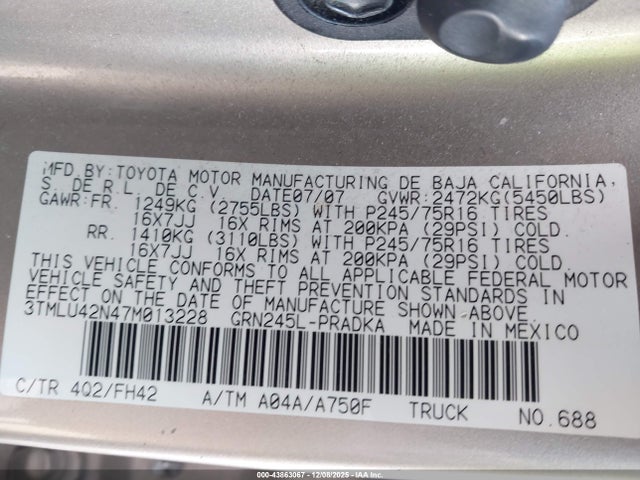 MFD.BY:TOYOTA MOTOR MANUFACTURING DE BAJA CALIFORNIA,
S. DE R.L. DE C.V. DATE07/07 GVWR:2472KG(5450LBS)
GAWR:FR. 1249KG (2755LBS) WITH P245/75R16 TIRES
16X7JJ 16X RIMS AT 200KPA (29PSI) COLD.
RR. 1410KG (3110LBS) WITH P245/75R16 TIRES
16X7JJ 16X RIMS AT 200KPA (29PSI) COLD.
THIS VEHICLE CONFORMS TO ALL APPLICABLE FEDERAL MOTOR
VEHICLE SAFETY AND THEFT PREVENTION STANDARDS IN EFFECT
ON THE DATE OF MANUFACTURE SHOWN ABOVE.
3TMLU42N47M013228 GRN245L-PRADKA MADE IN MEXICO
C/TR 4Q2/FH42 A/TM A04A/A750F TRUCK NO.688
000-43863067 - 12/08/2025 - IAA Inc.